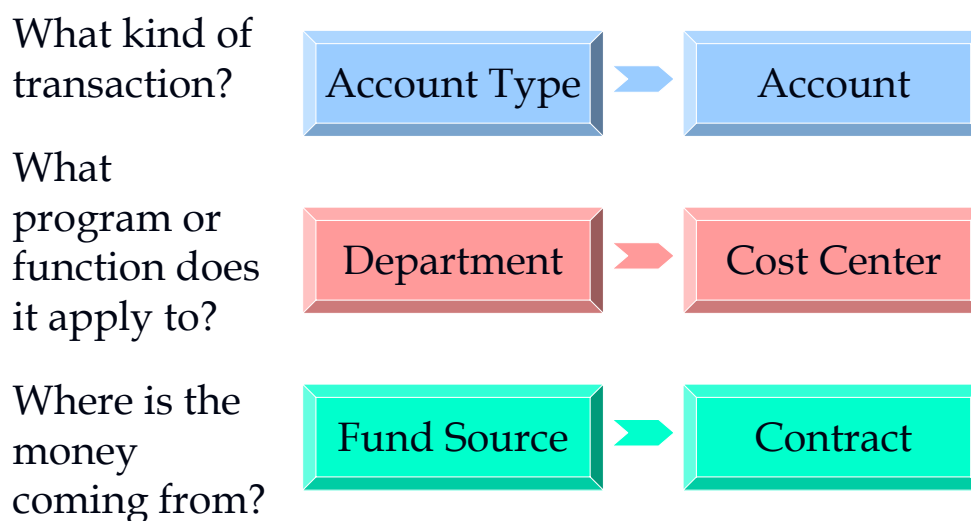 What kind of
transaction?
Account Type
Account
What
program or
function does
it apply to?
Department
Cost Center
Where is the
money
coming from?
Fund Source
Contract